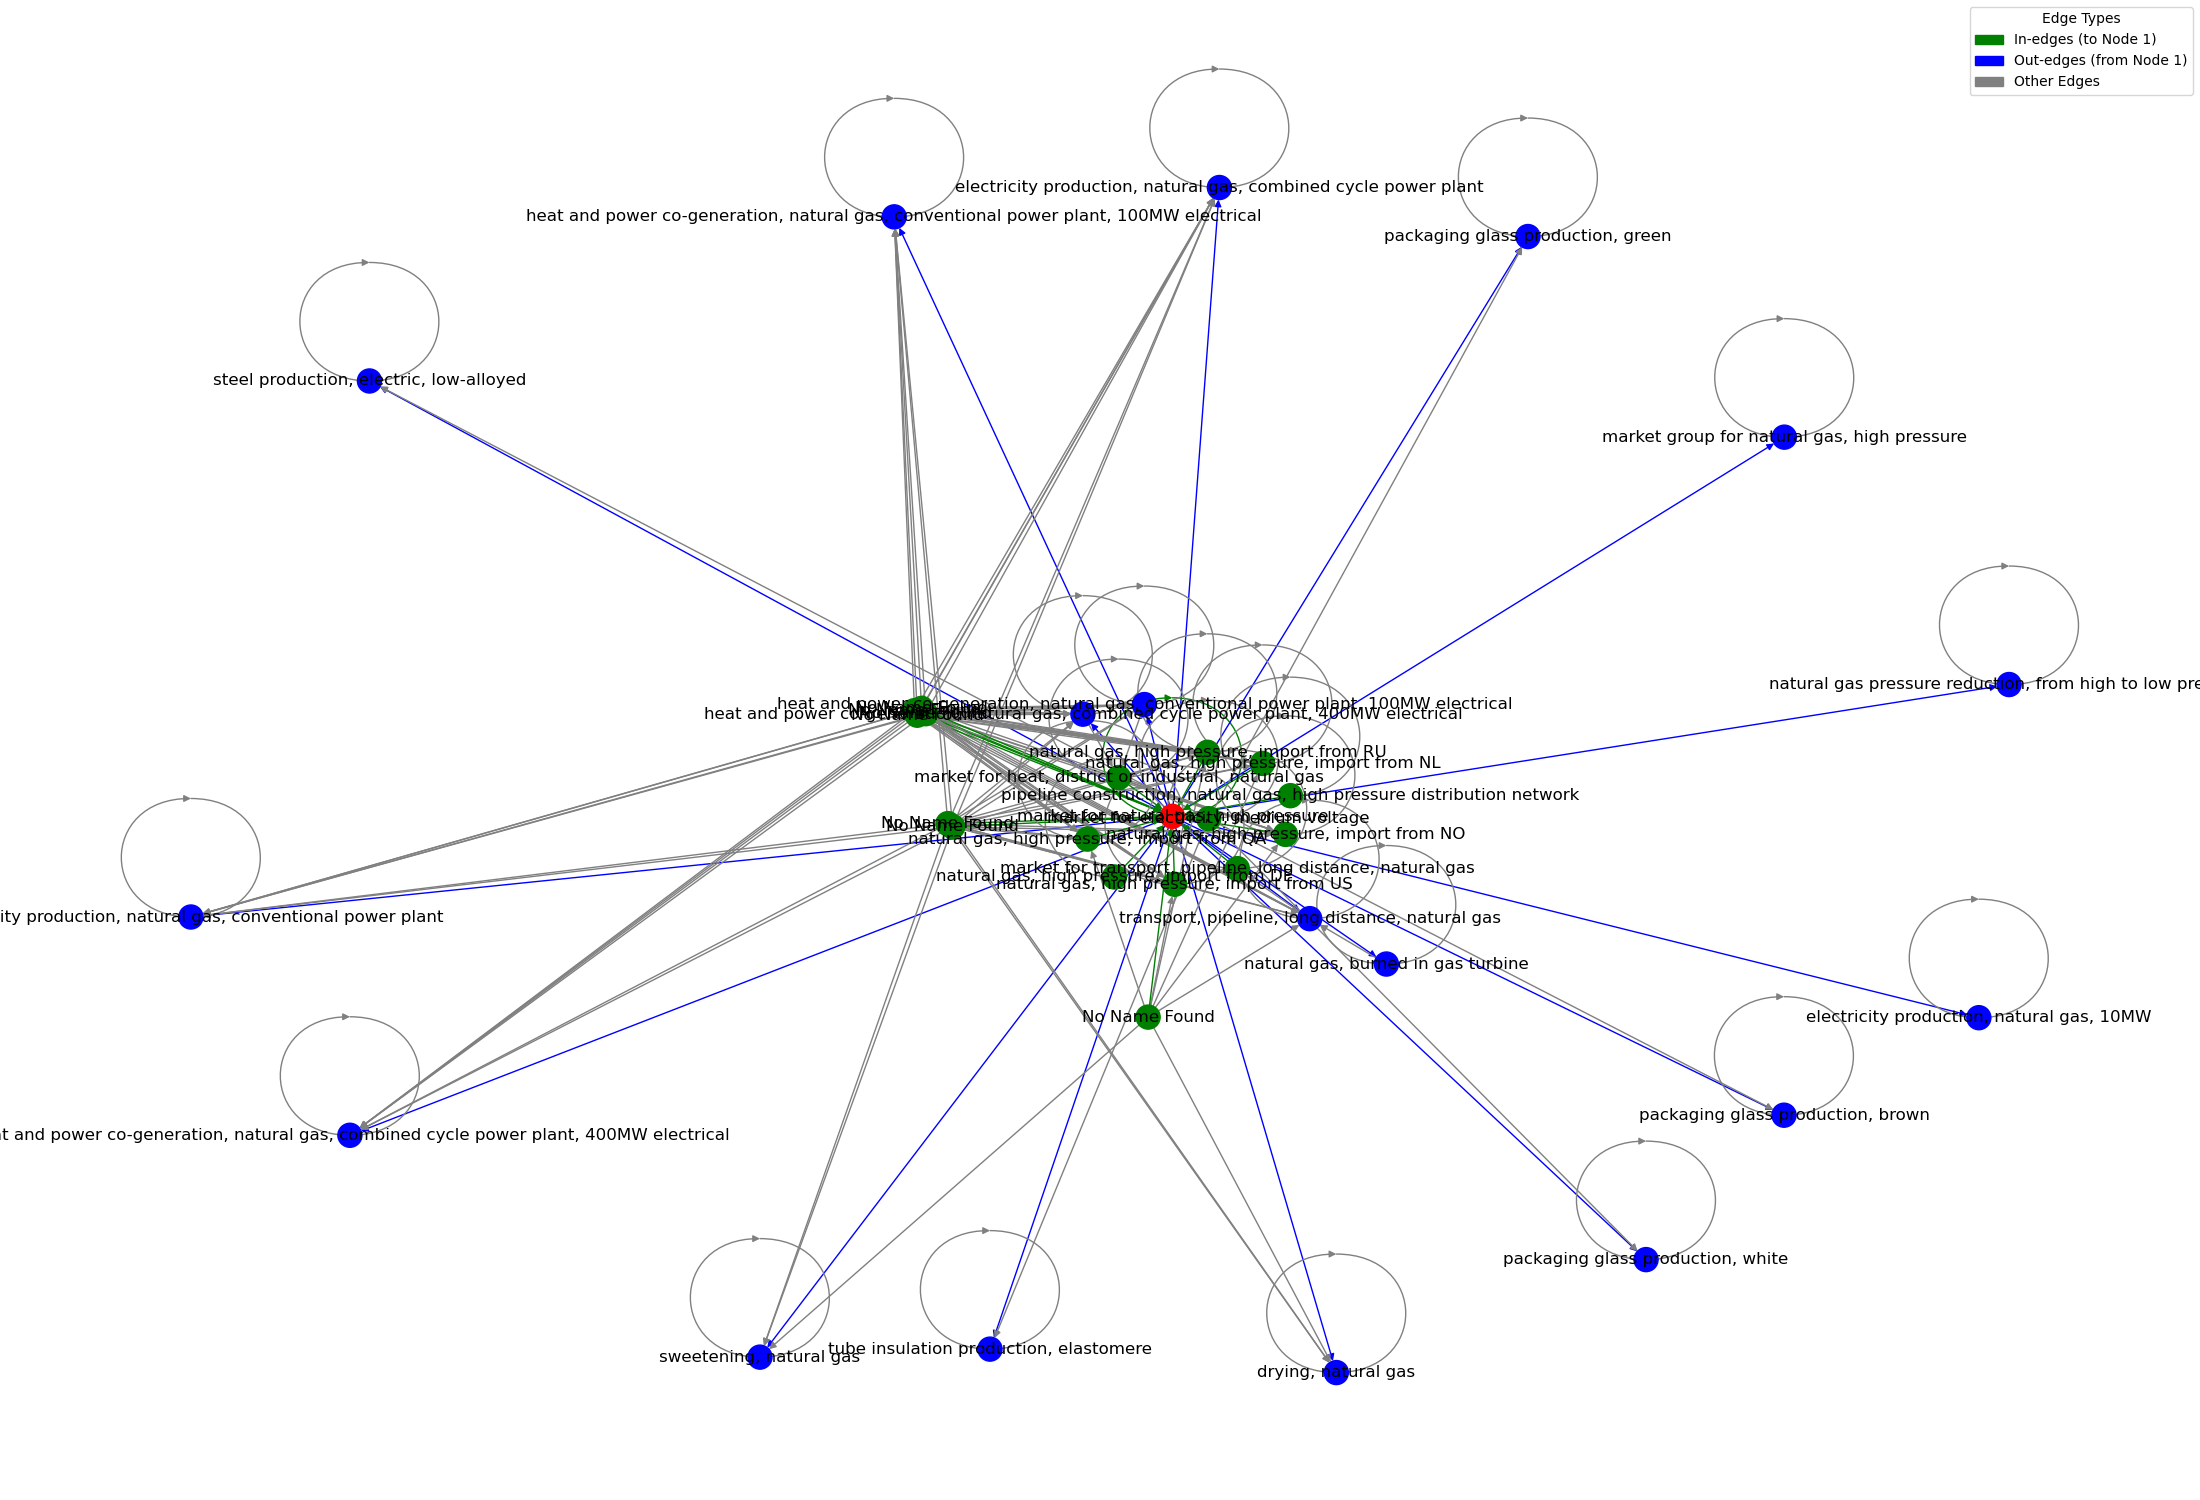 Edge Types
In-edges (to Node 1)
Out-edges (from Node 1)
Other Edges
electricity production, natural gas, combined cycle power plant
heat and power co-generation, natural gas, conventional power plant, 100MW electrical
packaging glass production, green
steel production, electric, low-alloyed
market group for natural gas, high pressure
natural gas pressure reduction, from high to low pre
heat and power co-generation, natural gas, conventional power plant, 100MW electrical
heat and power co-generation, natural gas, combined cycle power plant, 400MW electrical
natural gas, high pressure, import from RU
natural gas, high pressure, import from NL
market for heat, district or industrial, natural gas
pipeline construction, natural gas, high pressure distribution network
market for natural gas, high pressure
market for electricity, medium voltage
No Name Found
No Name Found
natural gas, high pressure, import from NO
natural gas, high pressure, import from QA
market for transport, pipeline, long distance, natural gas
natural gas, high pressure, import from DE
natural gas, high pressure, import from US
ity production, natural gas, conventional power plant
transport, pipeline, long distance, natural gas
natural gas, burned in gas turbine
No Name Found
electricity production, natural gas, 10MW
packaging glass production, brown
at and power co-generation, natural gas, combined cycle power plant, 400MW electrical
packaging glass production, white
tube insulation production, elastomere
sweetening, natural gas
drying, natural gas